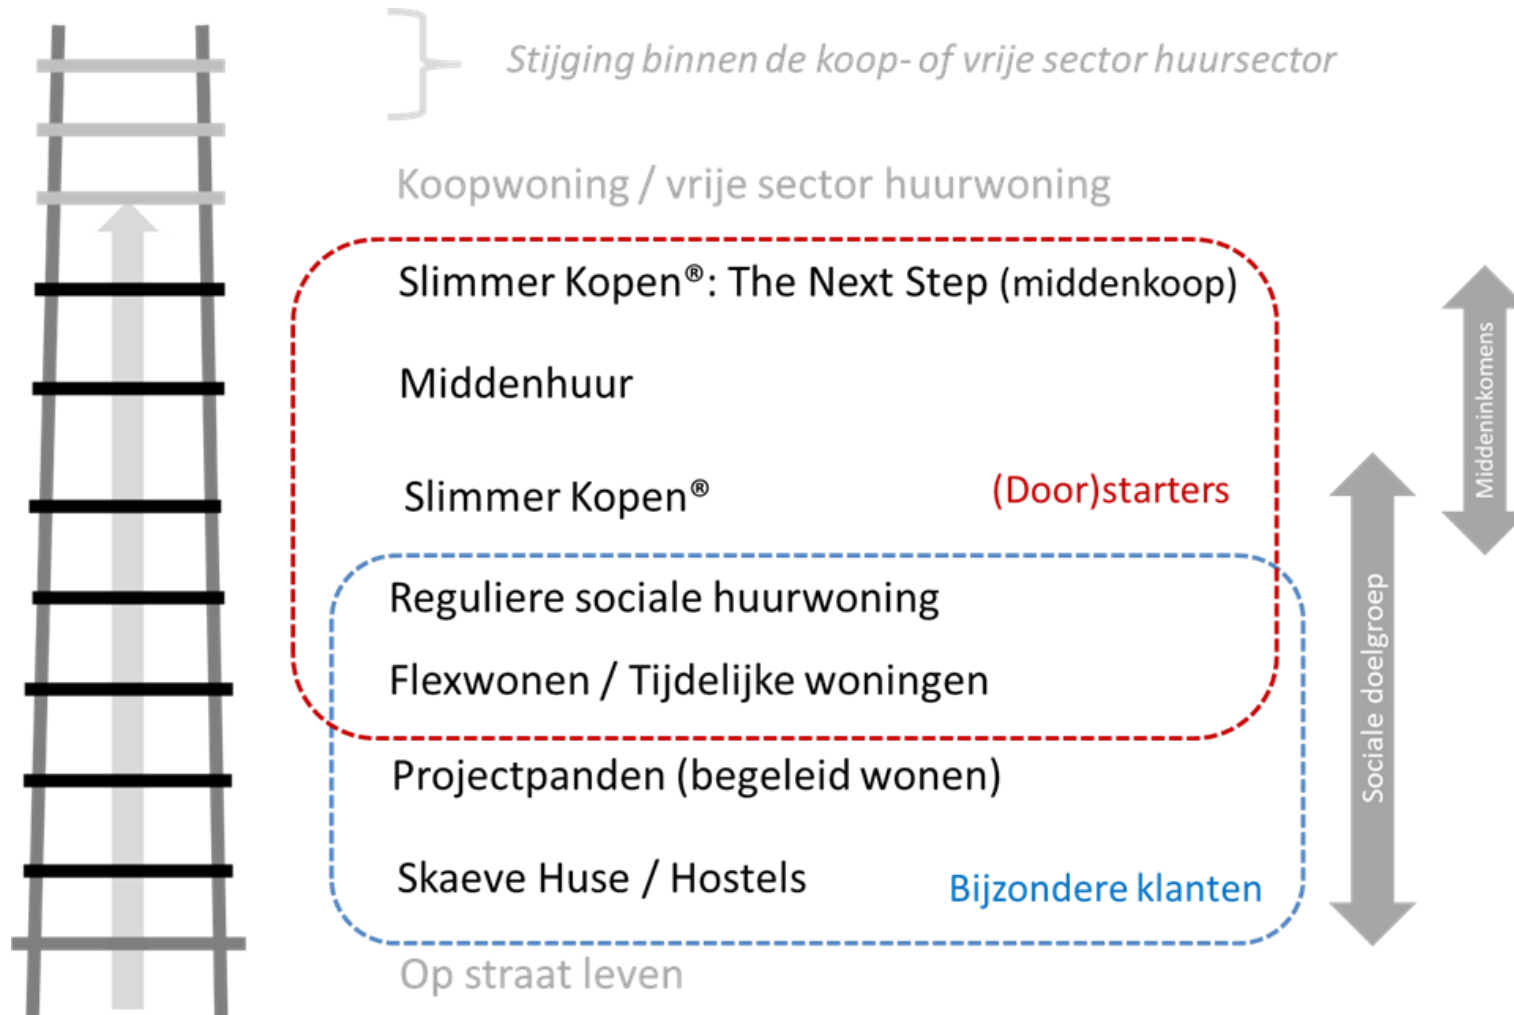 Stijging binnen de koop- of vrije sector huursector
Koopwoning / vrije sector huurwoning
Slimmer Kopen®: The Next Step (middenkoop)
Middenhuur
Slimmer Kopen®
(Door)starters
Reguliere sociale huurwoning
Flexwonen / Tijdelijke woningen
Projectpanden (begeleid wonen)
Skaeve Huse / Hostels
Bijzondere klanten
Op straat leven
Middeninkomens
Sociale doelgroep